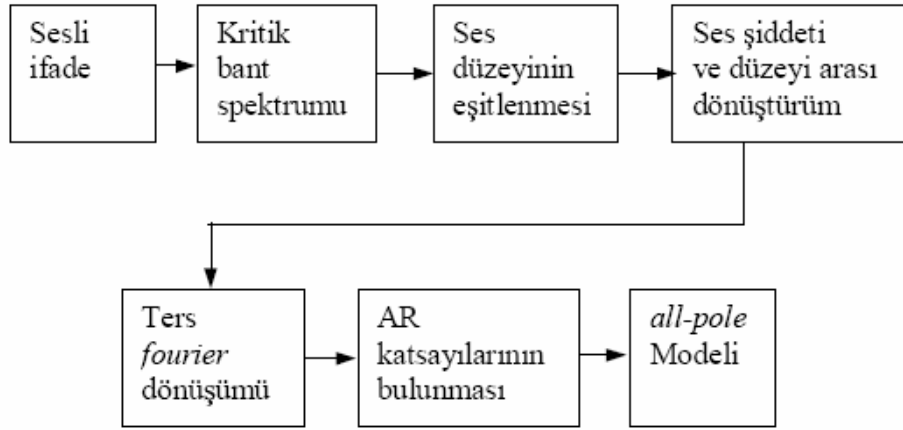 Sesli
ifade
Kritik
bant
spektrumu
Ses
düzeyinin
eşitlenmesi
Ses şiddeti
ve düzeyi arası
dönüştürüm
Ters
fourier
dönüşümü
AR
katsayılarının
bulunması
all-pole
Modeli